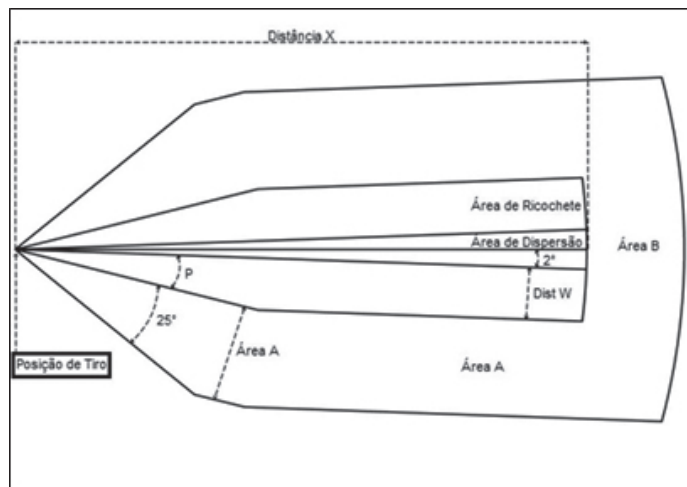 Distância X
Área de Ricochete
Área de Dispersão
2°
Área B
P
Dist W
25°
Área A
Área A
Posição de Tiro